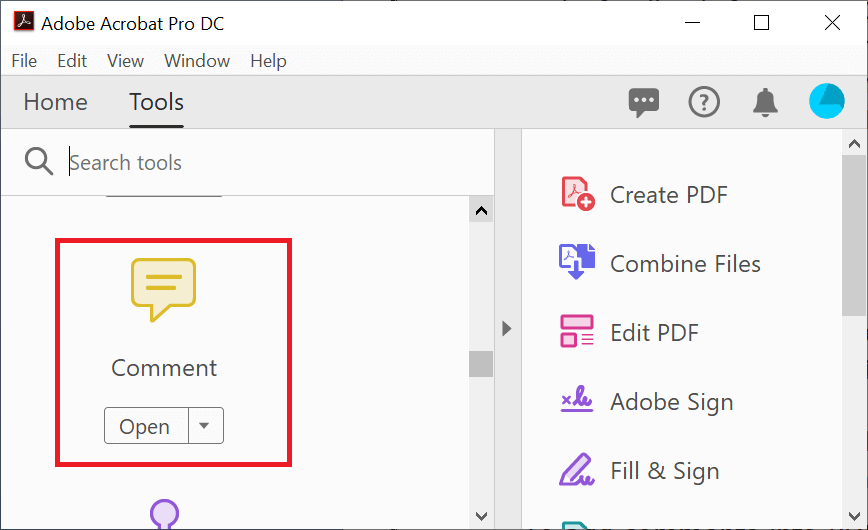 Adobe Acrobat Pro DC
File Edit View Window Help
Home Tools
Search tools
Comment
Open
Create PDF
Combine Files
Edit PDF
Adobe Sign
Fill & Sign